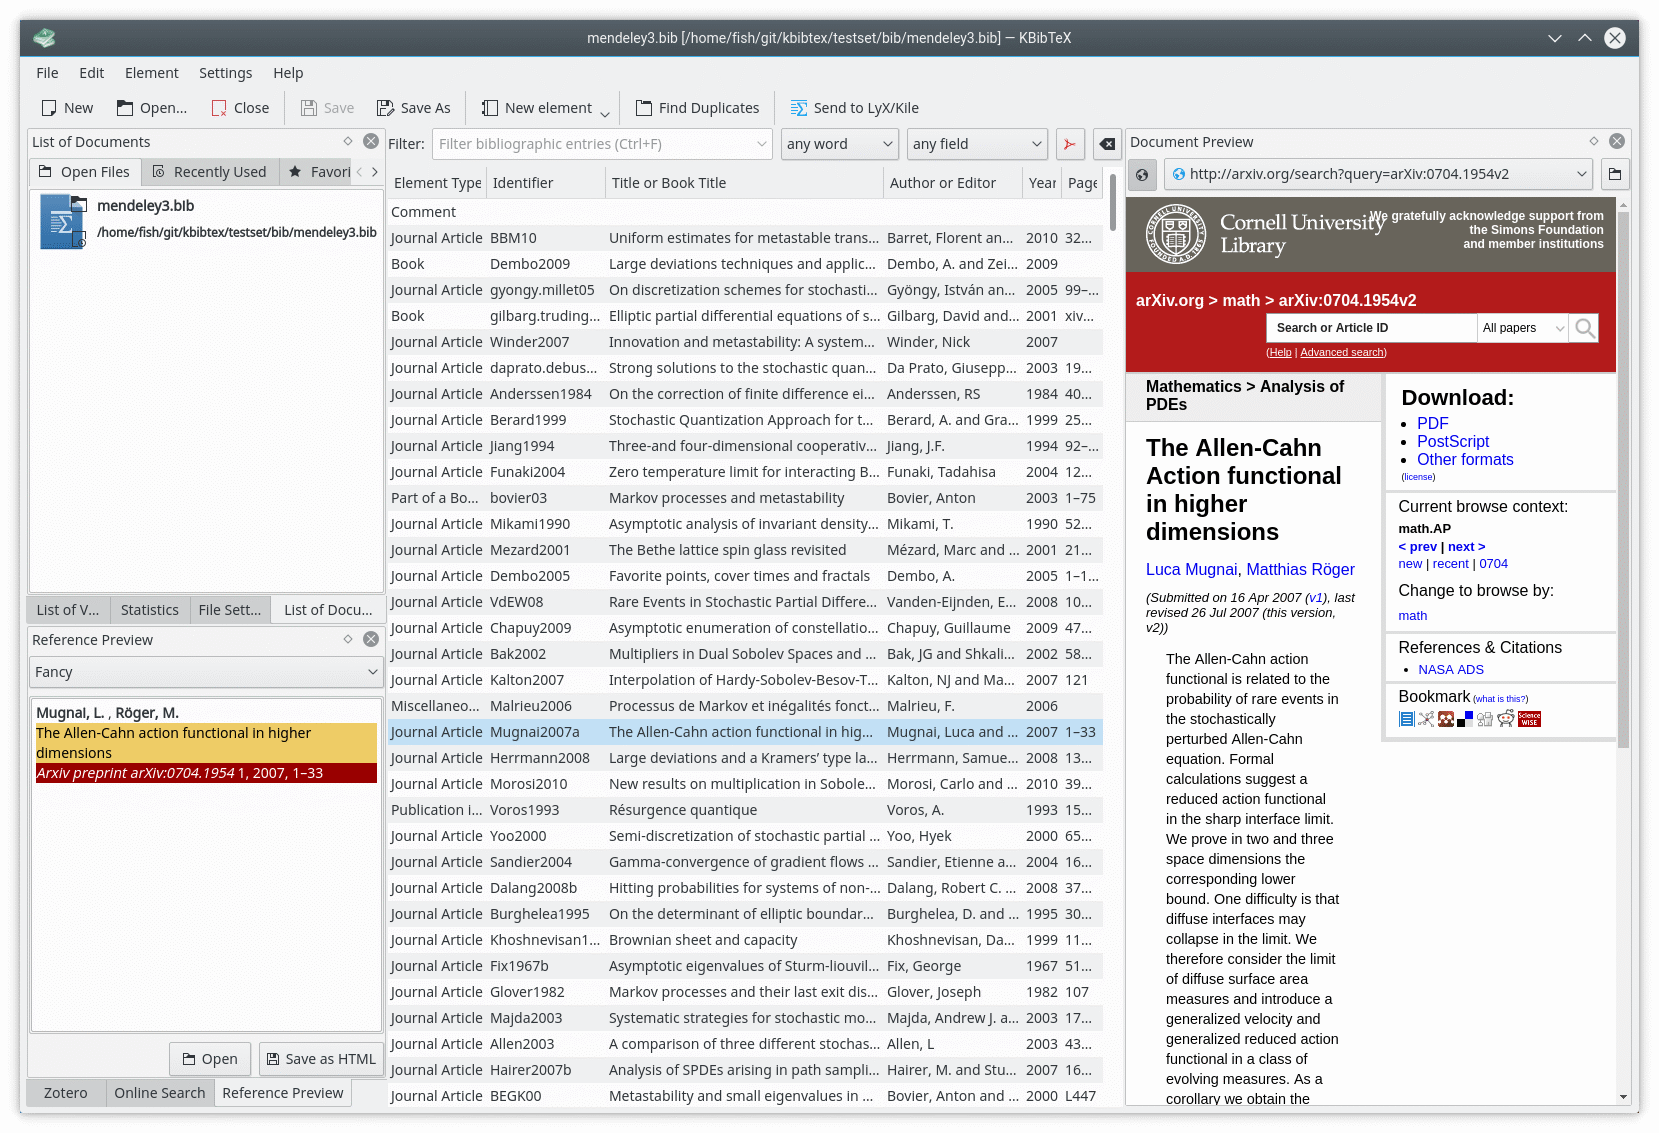 mendeley3.bib [/home/fish/git/kbibtex/testset/bib/mendeley3.bib] — KBibTeX
File Edit Element Settings Help
New Open... Close Save Save As New element Find Duplicates Send to LyX/Kile
List of Documents
Open Files Recently Used Favori
mendeley3.bib
/home/fish/git/kbibtex/testset/bib/mendeley3.bib
List of V... Statistics File Sett... List of Docu...
Reference Preview
Fancy
Mugnai, L. , Röger, M.
The Allen-Cahn action functional in higher
dimensions
Arxiv preprint arXiv:0704.1954 1, 2007, 1–33
Open Save as HTML
Zotero Online Search Reference Preview
Filter: Filter bibliographic entries (Ctrl+F) any word any field
Element Type Identifier Title or Book Title Author or Editor Year Page
Comment
Journal Article BBM10 Uniform estimates for metastable trans... Barret, Florent an... 2010 32...
Book Dembo2009 Large deviations techniques and applic... Dembo, A. and Zei... 2009
Journal Article gyongy.millet05 On discretization schemes for stochasti... Gyöngy, István an... 2005 99–...
Book gilbarg.truding... Elliptic partial differential equations of s... Gilbarg, David and... 2001 xiv...
Journal Article Winder2007 Innovation and metastability: A system... Winder, Nick 2007
Journal Article daprato.debus... Strong solutions to the stochastic quan... Da Prato, Giusepp... 2003 19...
Journal Article Anderssen1984 On the correction of finite difference ei... Anderssen, RS 1984 40...
Journal Article Berard1999 Stochastic Quantization Approach for t... Berard, A. and Gra... 1999 25...
Journal Article Jiang1994 Three-and four-dimensional cooperativ... Jiang, J.F. 1994 92–...
Journal Article Funaki2004 Zero temperature limit for interacting B... Funaki, Tadahisa 2004 12...
Part of a Bo... bovier03 Markov processes and metastability Bovier, Anton 2003 1–75
Journal Article Mikami1990 Asymptotic analysis of invariant density... Mikami, T. 1990 52...
Journal Article Mezard2001 The Bethe lattice spin glass revisited Mézard, Marc and ... 2001 21...
Journal Article Dembo2005 Favorite points, cover times and fractals Dembo, A. 2005 1–1...
Journal Article VdEW08 Rare Events in Stochastic Partial Differe... Vanden-Eijnden, E... 2008 10...
Journal Article Chapuy2009 Asymptotic enumeration of constellatio... Chapuy, Guillaume 2009 47...
Journal Article Bak2002 Multipliers in Dual Sobolev Spaces and ... Bak, JG and Shkali... 2002 58...
Journal Article Kalton2007 Interpolation of Hardy-Sobolev-Besov-T... Kalton, NJ and Ma... 2007 121
Miscellaneo... Malrieu2006 Processus de Markov et inégalités fonct... Malrieu, F. 2006
Journal Article Mugnai2007a The Allen-Cahn action functional in hig... Mugnai, Luca and ... 2007 1–33
Journal Article Herrmann2008 Large deviations and a Kramers’ type la... Herrmann, Samue... 2008 13...
Journal Article Morosi2010 New results on multiplication in Sobole... Morosi, Carlo and ... 2010 39...
Publication i... Voros1993 Résurgence quantique Voros, A. 1993 15...
Journal Article Yoo2000 Semi-discretization of stochastic partial ... Yoo, Hyek 2000 65...
Journal Article Sandier2004 Gamma-convergence of gradient flows ... Sandier, Etienne a... 2004 16...
Journal Article Dalang2008b Hitting probabilities for systems of non-... Dalang, Robert C. ... 2008 37...
Journal Article Burghelea1995 On the determinant of elliptic boundar... Burghelea, D. and ... 1995 30...
Journal Article Khoshnevisan1... Brownian sheet and capacity Khoshnevisan, Da... 1999 11...
Journal Article Fix1967b Asymptotic eigenvalues of Sturm-liouvil... Fix, George 1967 51...
Journal Article Glover1982 Markov processes and their last exit dis... Glover, Joseph 1982 107
Journal Article Majda2003 Systematic strategies for stochastic mo... Majda, Andrew J. a... 2003 17...
Journal Article Allen2003 A comparison of three different stochas... Allen, L 2003 43...
Journal Article Hairer2007b Analysis of SPDEs arising in path sampli... Hairer, M. and Stu... 2007 16...
Journal Article BEGK00 Metastability and small eigenvalues in ... Bovier, Anton and ... 2000 L447
Document Preview
http://arxiv.org/search?query=arXiv:0704.1954v2
Cornell University
Library
We gratefully acknowledge support from
the Simons Foundation
and member institutions
arXiv.org > math > arXiv:0704.1954v2
Search or Article ID All papers
(Help | Advanced search)
Mathematics > Analysis of
PDEs
The Allen-Cahn
Action functional
in higher
dimensions
Luca Mugnai, Matthias Röger
(Submitted on 16 Apr 2007 (v1), last
revised 26 Jul 2007 (this version,
v2))
The Allen-Cahn action
functional is related to the
probability of rare events in
the stochastically
perturbed Allen-Cahn
equation. Formal
calculations suggest a
reduced action functional
in the sharp interface limit.
We prove in two and three
space dimensions the
corresponding lower
bound. One difficulty is that
diffuse interfaces may
collapse in the limit. We
therefore consider the limit
of diffuse surface area
measures and introduce a
generalized velocity and
generalized reduced action
functional in a class of
evolving measures. As a
corollary we obtain the
Download:
PDF
PostScript
Other formats
(license)
Current browse context:
math.AP
< prev | next >
new | recent | 0704
Change to browse by:
math
References & Citations
NASA ADS
Bookmark (what is this?)
Science
WISE